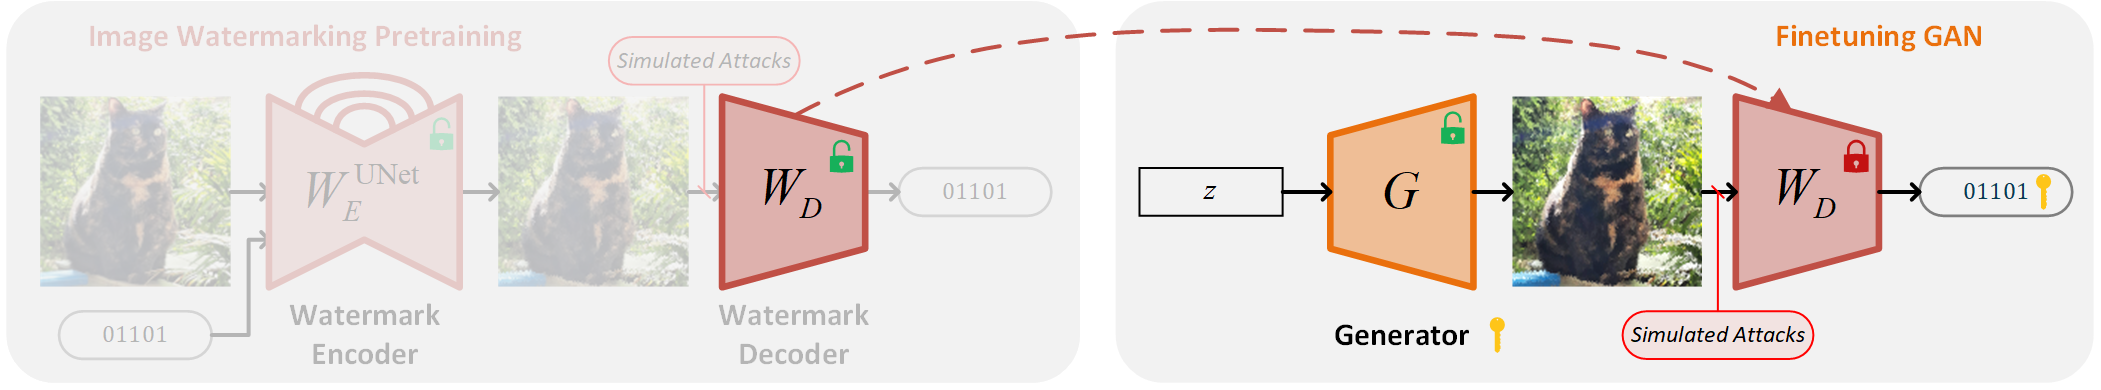 Image Watermarking Pretraining
Simulated Attacks
W_E^UNet
W_D
01101
01101
Watermark
Encoder
Watermark
Decoder
Finetuning GAN
z
G
W_D
01101
Generator
Simulated Attacks